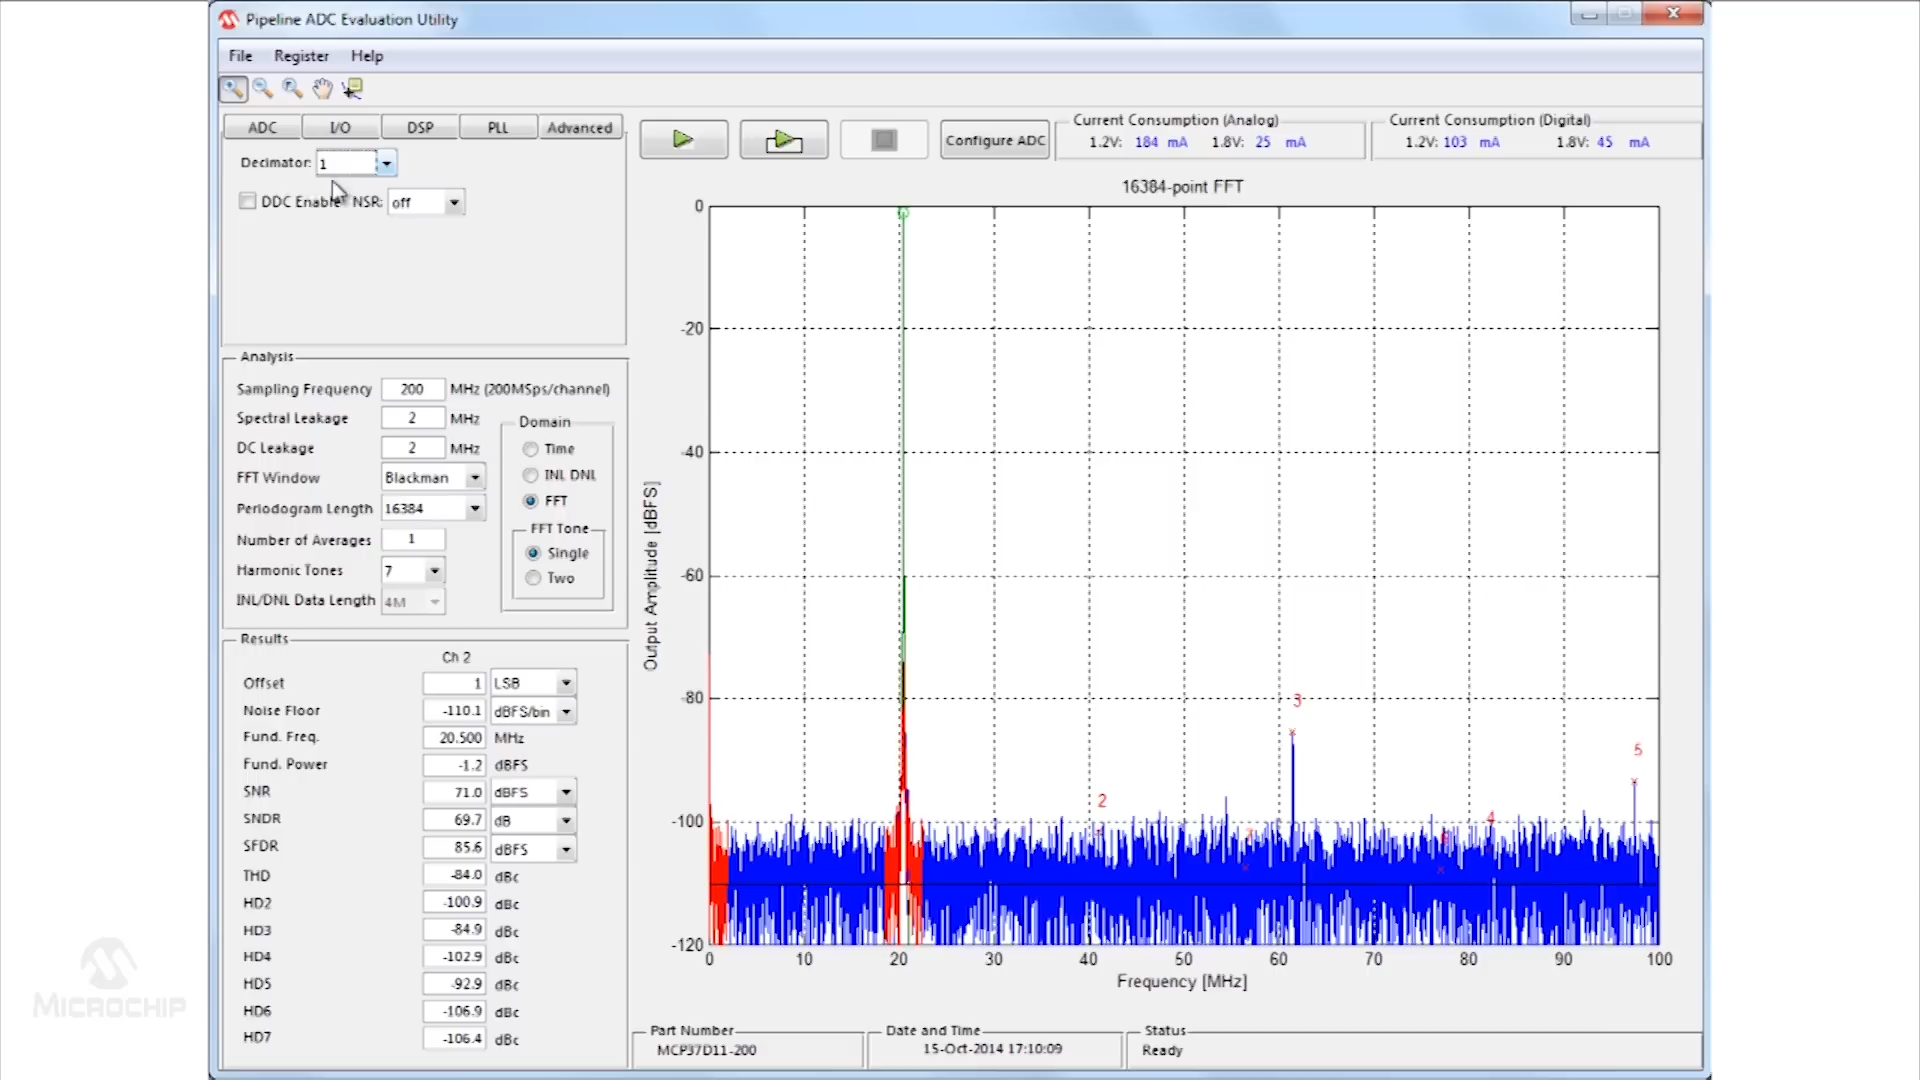 Pipeline ADC Evaluation Utility
File Register Help
ADC I/O DSP PLL Advanced
Decimator: 1
DDC Enable NSR: off
Configure ADC
Current Consumption (Analog)
1.2V: 184 mA 1.8V: 25 mA
Current Consumption (Digital)
1.2V: 103 mA 1.8V: 45 mA
Analysis
Sampling Frequency 200 MHz (200MSps/channel)
Spectral Leakage 2 MHz
DC Leakage 2 MHz
FFT Window Blackman
Periodogram Length 16384
Number of Averages 1
Harmonic Tones 7
INL/DNL Data Length 4M
Domain
Time
INL DNL
FFT
FFT Tone
Single
Two
Results
Ch 2
Offset 1 LSB
Noise Floor -110.1 dBFS/bin
Fund. Freq. 20.500 MHz
Fund. Power -1.2 dBFS
SNR 71.0 dBFS
SNDR 69.7 dB
SFDR 85.6 dBFS
THD -84.0 dBc
HD2 -100.9 dBc
HD3 -84.9 dBc
HD4 -102.9 dBc
HD5 -92.9 dBc
HD6 -106.9 dBc
HD7 -106.4 dBc
16384-point FFT
Output Amplitude [dBFS]
0
-20
-40
-60
-80
-100
-120
3
5
2
4
0 10 20 30 40 50 60 70 80 90 100
Frequency [MHz]
Part Number
MCP37D11-200
Date and Time
15-Oct-2014 17:10:09
Status
Ready
MICROCHIP